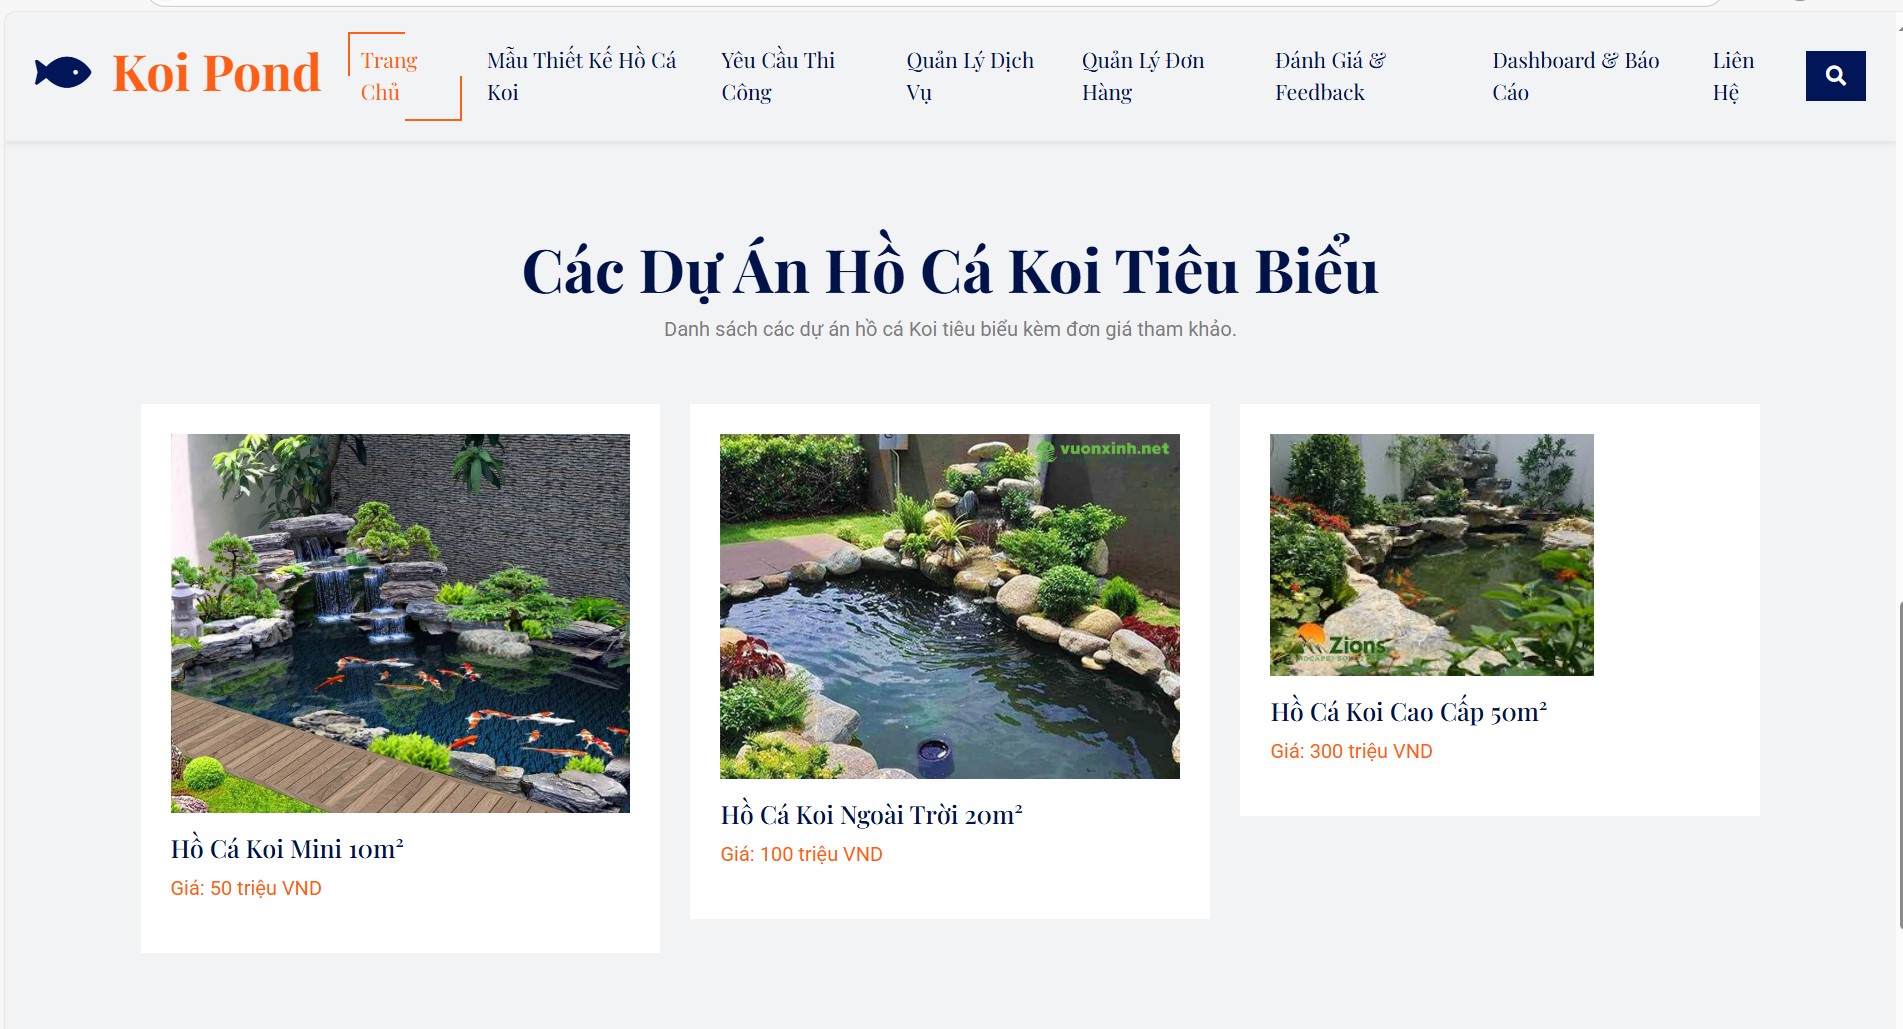 Koi Pond
Trang
Chủ
Mẫu Thiết Kế Hồ Cá
Koi
Yêu Cầu Thi
Công
Quản Lý Dịch
Vụ
Quản Lý Đơn
Hàng
Đánh Giá &
Feedback
Dashboard & Báo
Cáo
Liên
Hệ
Các Dự Án Hồ Cá Koi Tiêu Biểu
Danh sách các dự án hồ cá Koi tiêu biểu kèm đơn giá tham khảo.
vuonxinh.net
Zions
Hồ Cá Koi Mini 10m²
Giá: 50 triệu VND
Hồ Cá Koi Ngoài Trời 20m²
Giá: 100 triệu VND
Hồ Cá Koi Cao Cấp 50m²
Giá: 300 triệu VND